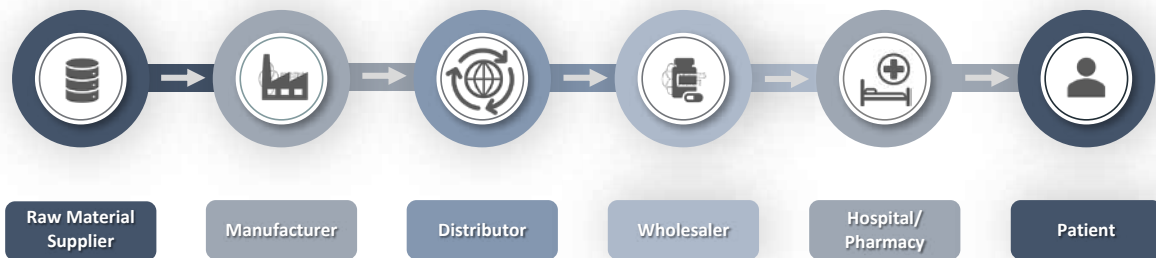 Raw Material
Supplier
Manufacturer
Distributor
Wholesaler
Hospital/
Pharmacy
Patient